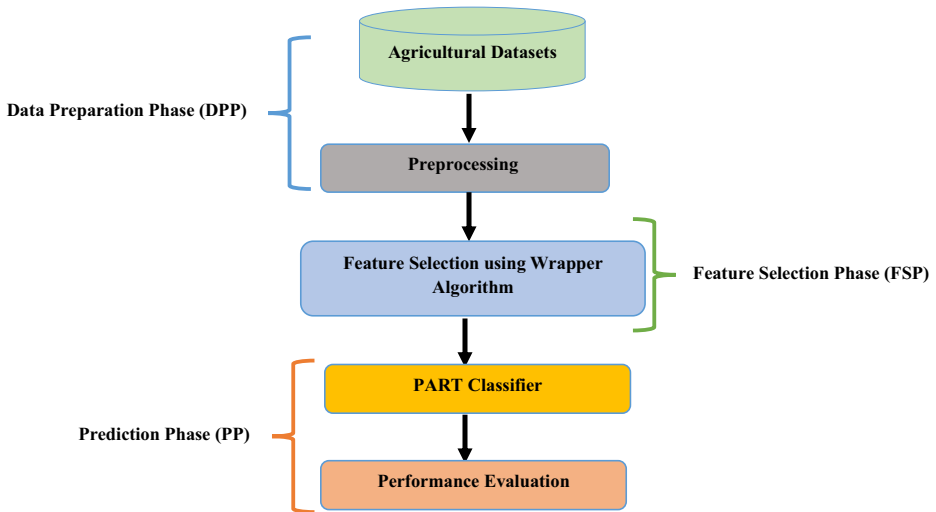 Agricultural Datasets
Data Preparation Phase (DPP)
Preprocessing
Feature Selection using Wrapper
Algorithm
Feature Selection Phase (FSP)
PART Classifier
Prediction Phase (PP)
Performance Evaluation